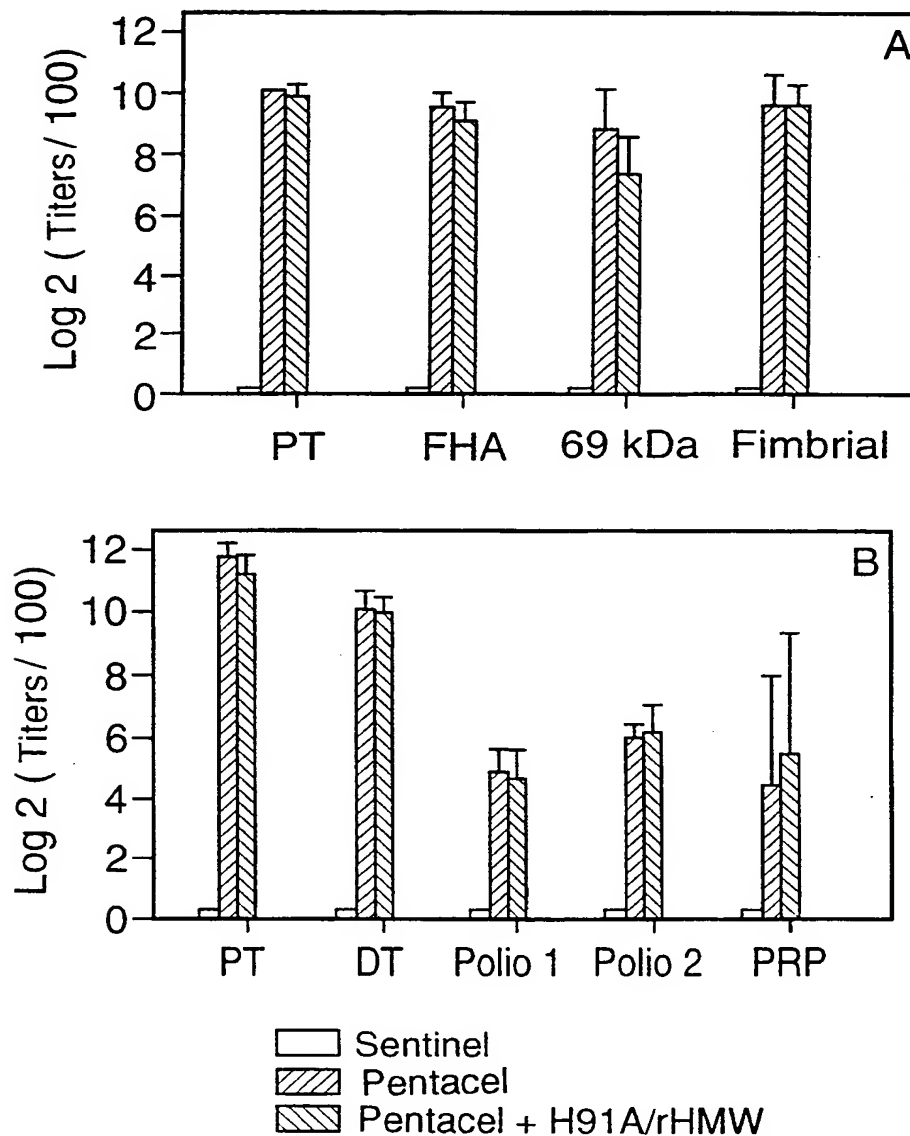 A
Log 2 ( Titers/ 100)
12
10
8
6
4
2
0
PT FHA 69 kDa Fimbrial
B
Log 2 ( Titers/ 100)
12
10
8
6
4
2
0
PT DT Polio 1 Polio 2 PRP
Sentinel
Pentacel
Pentacel + H91A/rHMW